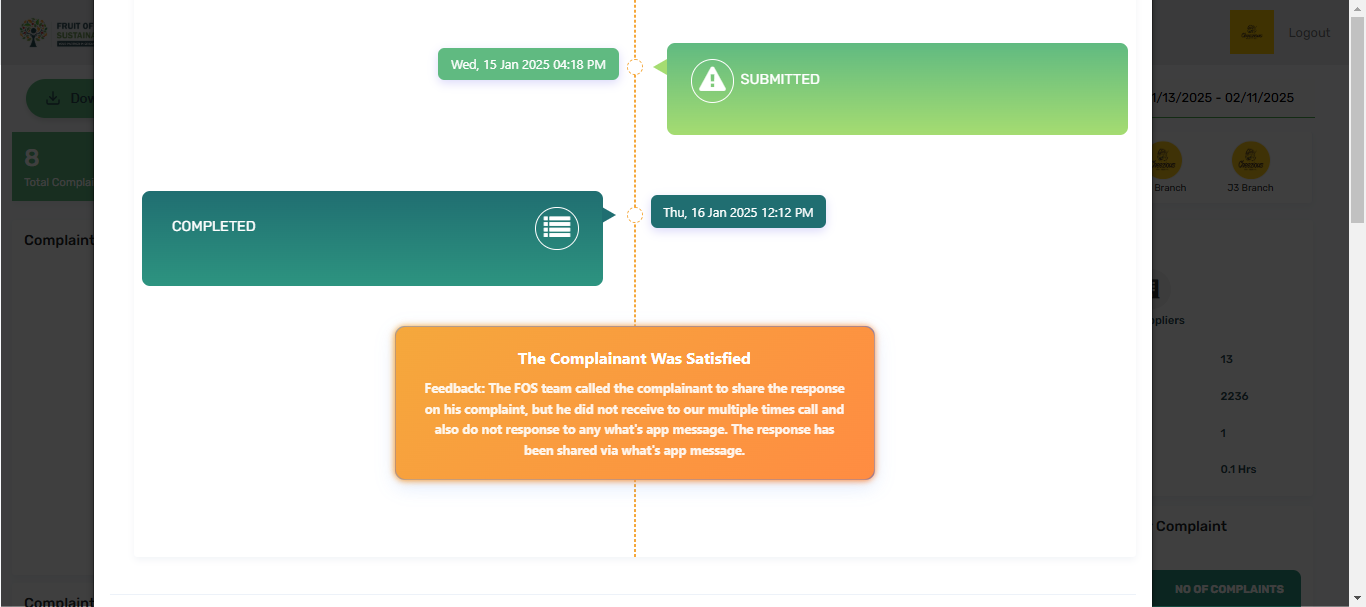 FRUIT OF
SUSTAINA
Logout
Dow
1/13/2025 - 02/11/2025
8
Total Complai
Branch
J3 Branch
Complaint
Wed, 15 Jan 2025 04:18 PM
SUBMITTED
COMPLETED
Thu, 16 Jan 2025 12:12 PM
The Complainant Was Satisfied
Feedback: The FOS team called the complainant to share the response
on his complaint, but he did not receive to our multiple times call and
also do not response to any what's app message. The response has
been shared via what's app message.
ppliers
13
2236
1
0.1 Hrs
Complaint
NO OF COMPLAINTS
Complaint